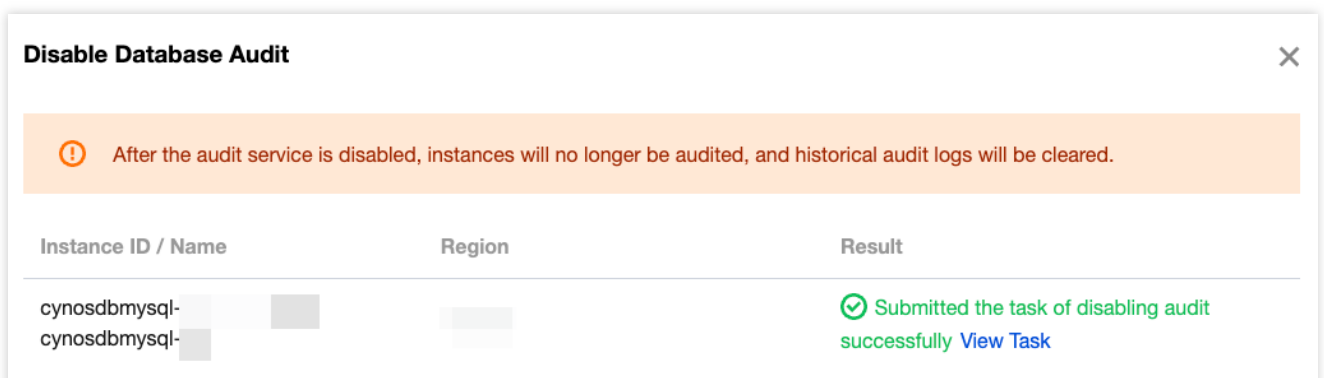 Disable Database Audit
After the audit service is disabled, instances will no longer be audited, and historical audit logs will be cleared.
Instance ID / Name
Region
Result
cynosdbmysql-
cynosdbmysql-
Submitted the task of disabling audit
successfully View Task